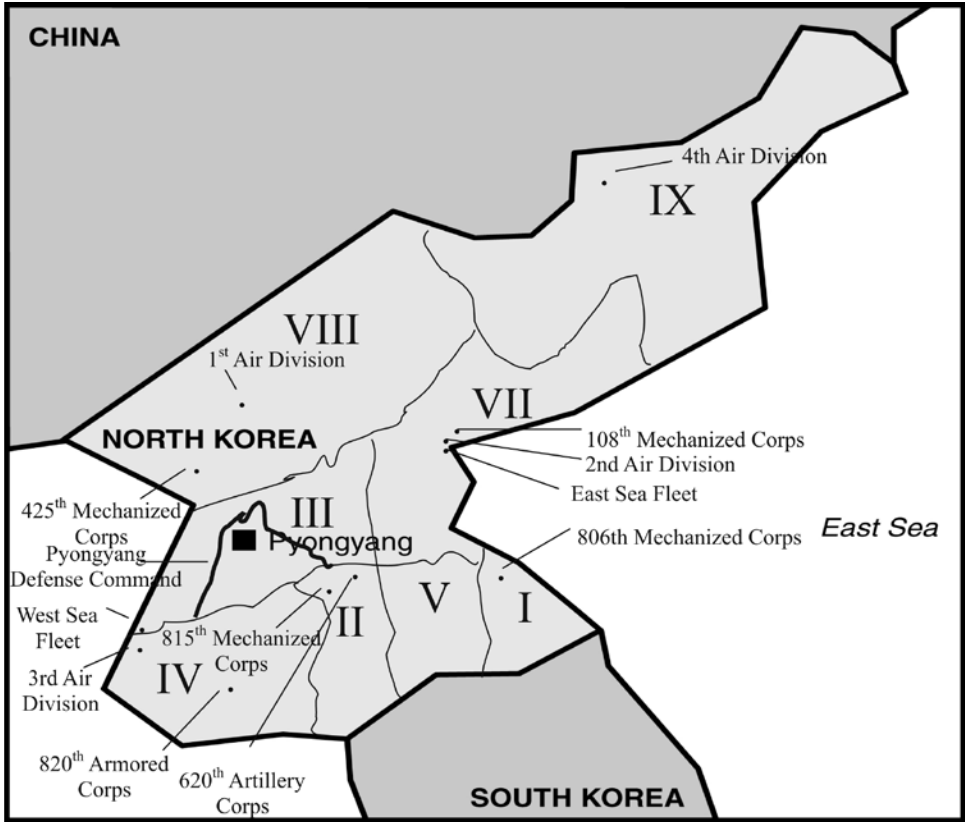 CHINA
4th Air Division
IX
VIII
1st Air Division
VII
NORTH KOREA
108th Mechanized Corps
2nd Air Division
East Sea Fleet
425th Mechanized
Corps
III
Pyongyang
806th Mechanized Corps
East Sea
Pyongyang
Defense Command
V
I
II
West Sea
Fleet
815th Mechanized
Corps
IV
3rd Air
Division
820th Armored
Corps
620th Artillery
Corps
SOUTH KOREA